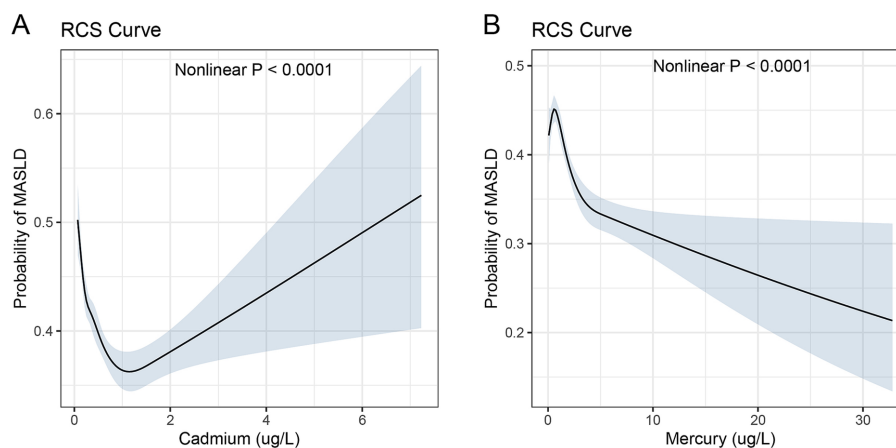 A
RCS Curve
Nonlinear P < 0.0001
Probability of MASLD
0.6
0.5
0.4
0
2
4
6
Cadmium (ug/L)
B
RCS Curve
Nonlinear P < 0.0001
Probability of MASLD
0.5
0.4
0.3
0.2
0
10
20
30
Mercury (ug/L)